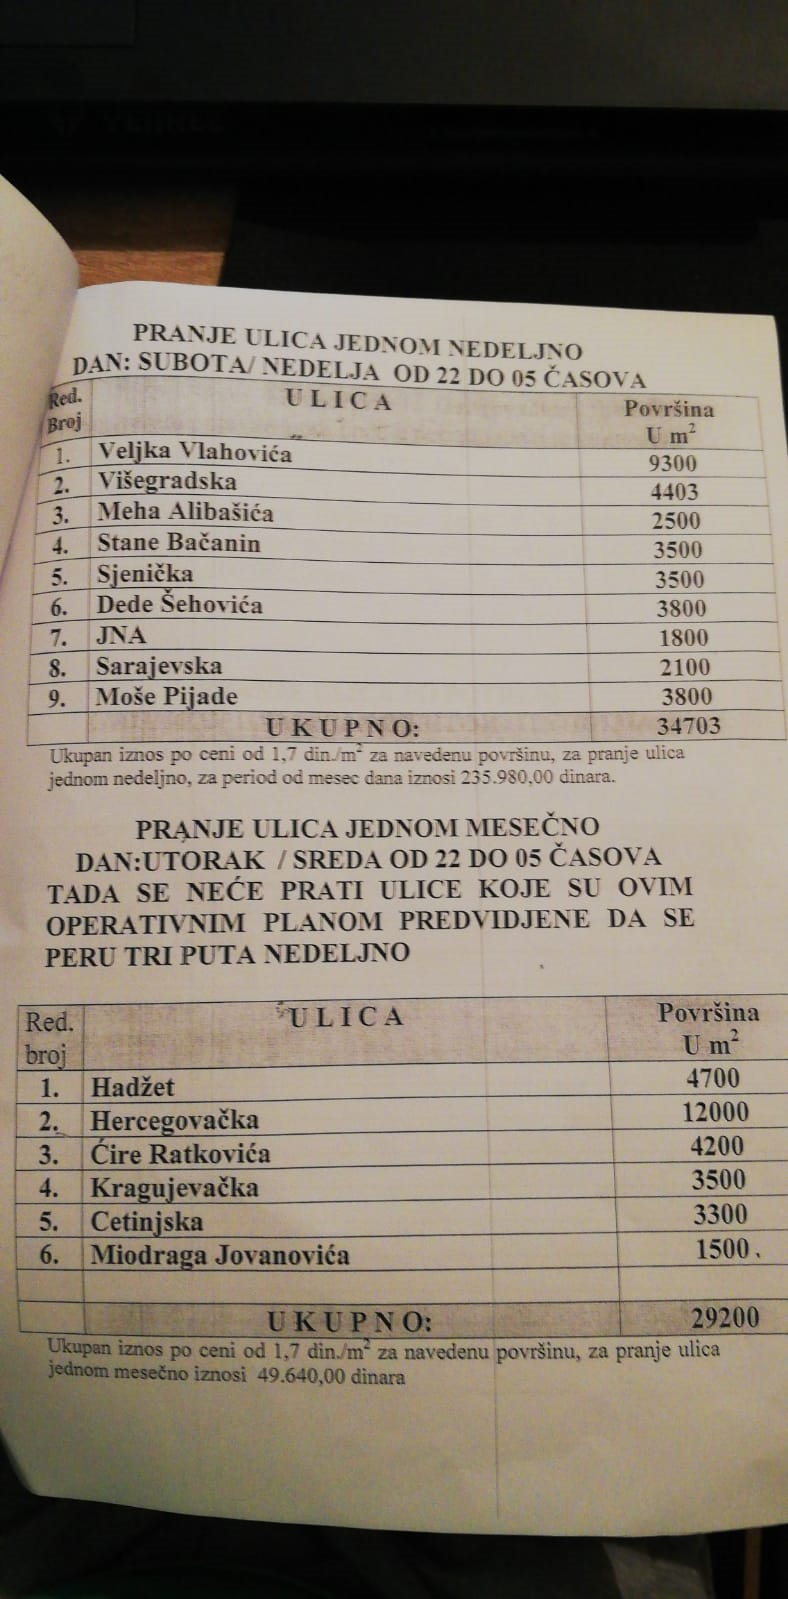 PRANJE ULICA JEDNOM NEDELJNO
DAN: SUBOTA/ NEDELJA OD 22 DO 05 ČASOVA
Red. Broj ULICA Površina U m²
1. Veljka Vlahovića 9300
2. Višegradska 4403
3. Meha Alibašića 2500
4. Stane Bačanin 3500
5. Sjenička 3500
6. Dede Šehovića 3800
7. JNA 1800
8. Sarajevska 2100
9. Moše Pijade 3800
UKUPNO: 34703
Ukupan iznos po ceni od 1,7 din./m² za navedenu površinu, za pranje ulica
jednom nedeljno, za period od mesec dana iznosi 235.980,00 dinara.
PRANJE ULICA JEDNOM MESEČNO
DAN:UTORAK / SREDA OD 22 DO 05 ČASOVA
TADA SE NEĆE PRATI ULICE KOJE SU OVIM
OPERATIVNIM PLANOM PREDVIDJENE DA SE
PERU TRI PUTA NEDELJNO
Red. broj ULICA Površina U m²
1. Hadžet 4700
2. Hercegovačka 12000
3. Ćire Ratkovića 4200
4. Kragujevačka 3500
5. Cetinjska 3300
6. Miodraga Jovanovića 1500.
UKUPNO: 29200
Ukupan iznos po ceni od 1,7 din./m² za navedenu površinu, za pranje ulica
jednom mesečno iznosi 49.640,00 dinara